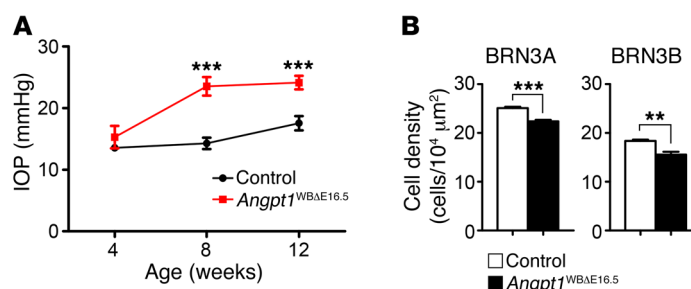 A
IOP (mmHg)
30
20
10
0
***
***
Control
Angpt1WBΔE16.5
4
8
12
Age (weeks)
B
BRN3A
BRN3B
Cell density
(cells/10⁴ μm²)
30
20
10
0
***
30
20
10
0
**
Control
Angpt1WBΔE16.5